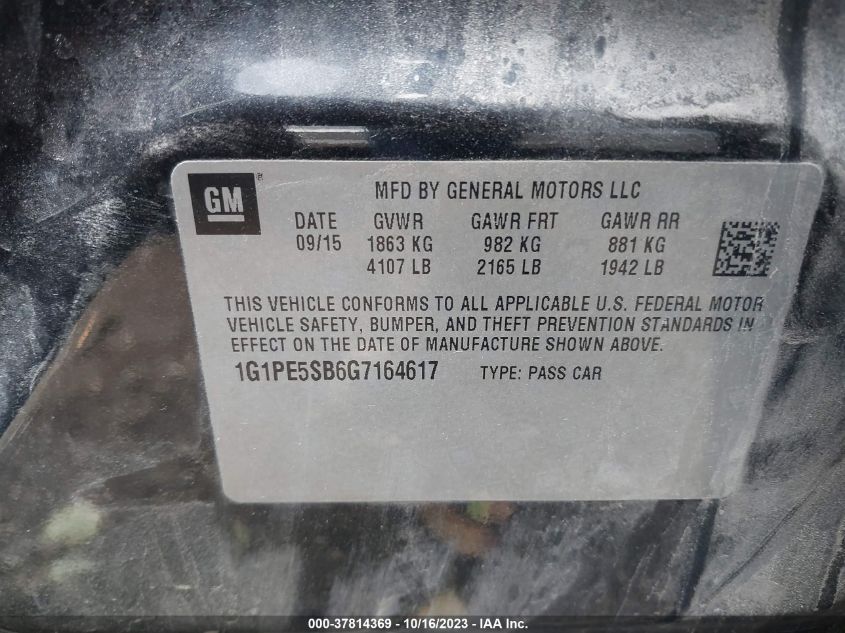 GM ®
MFD BY GENERAL MOTORS LLC
DATE GVWR GAWR FRT GAWR RR
09/15 1863 KG 982 KG 881 KG
4107 LB 2165 LB 1942 LB
THIS VEHICLE CONFORMS TO ALL APPLICABLE U.S. FEDERAL MOTOR
VEHICLE SAFETY, BUMPER, AND THEFT PREVENTION STANDARDS IN
EFFECT ON THE DATE OF MANUFACTURE SHOWN ABOVE.
1G1PE5SB6G7164617 TYPE: PASS CAR
000-37814369 - 10/16/2023 - IAA Inc.